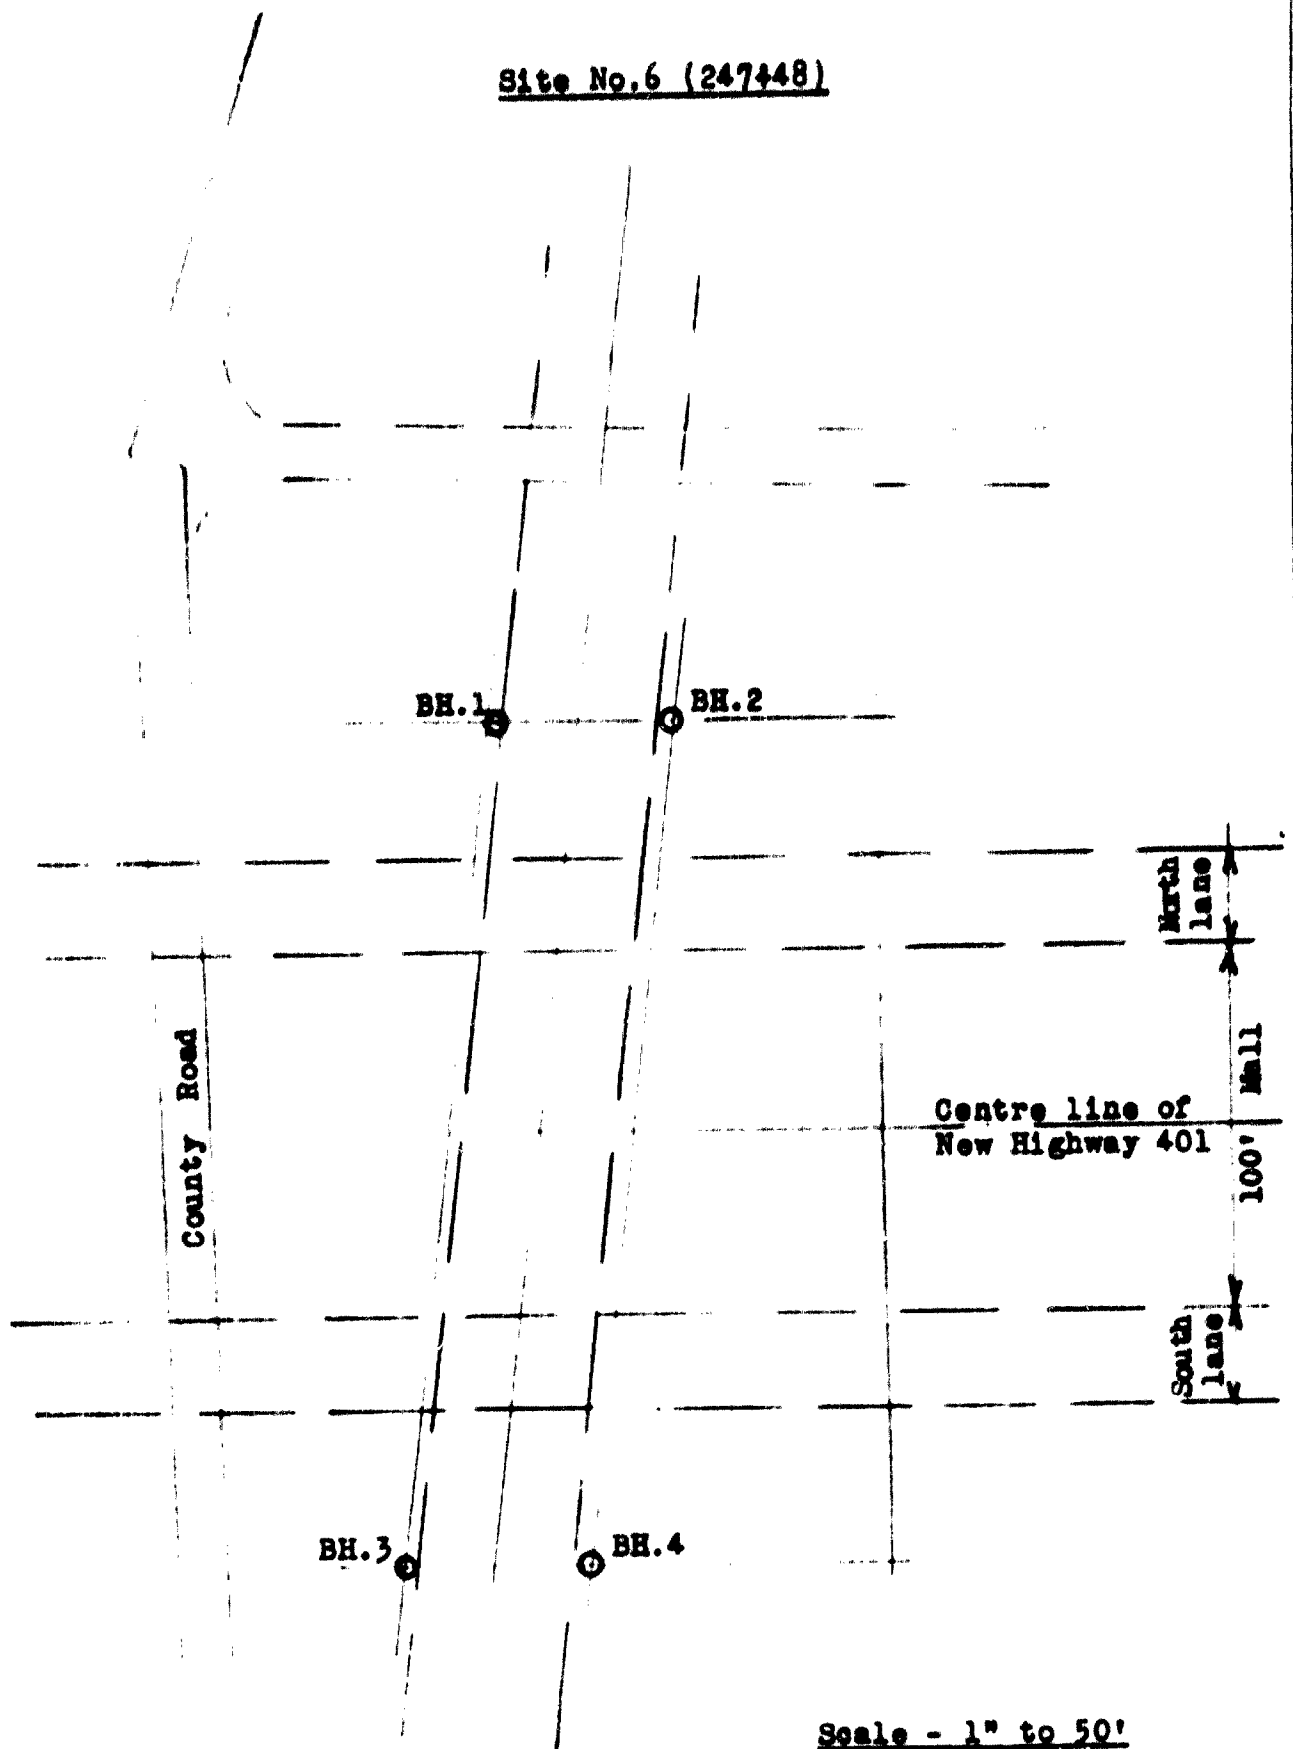 Site No.6 (247448)
BH.1
BH.2
North
lane
100' Mall
County Road
Centre line of
New Highway 401
South
lane
BH.3
BH.4
Scale - 1" to 50'